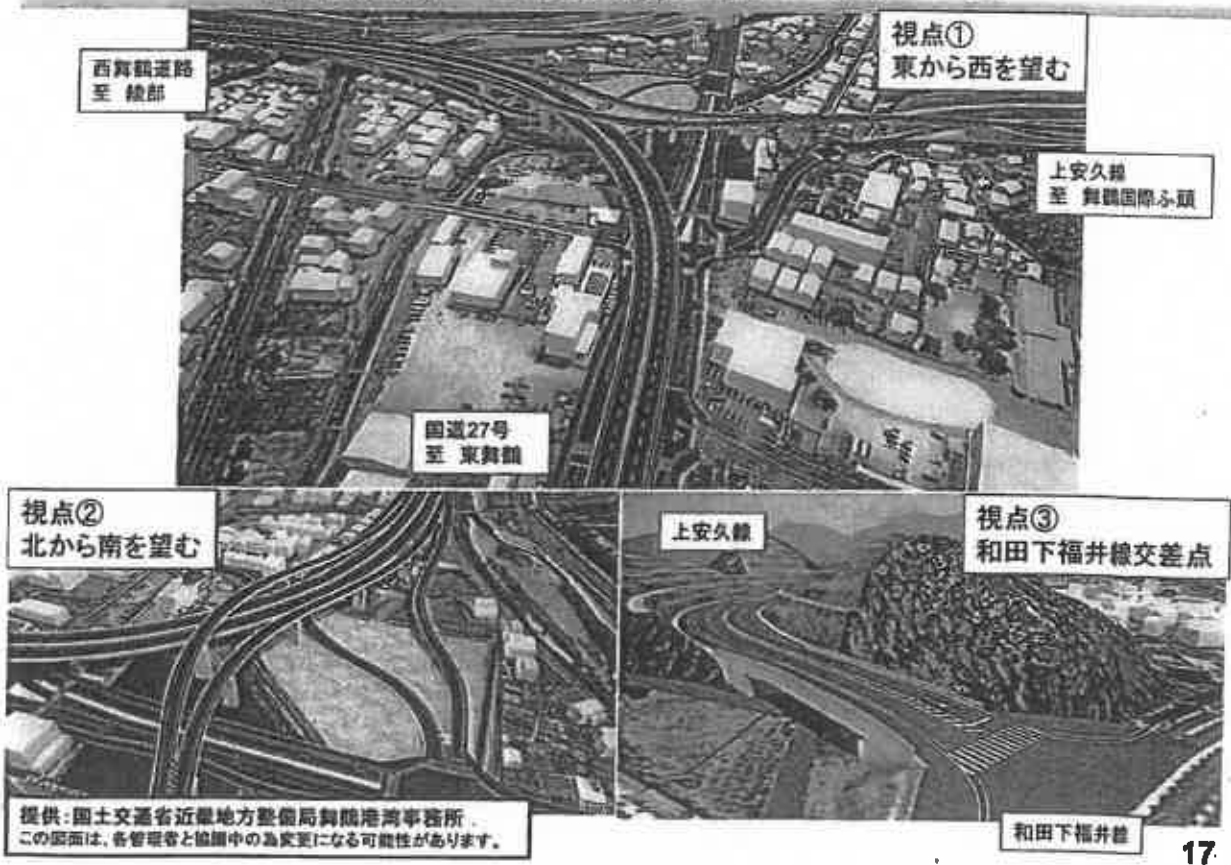 視点①
東から西を望む
西舞鶴道路
至 綾部
上安久線
至 舞鶴国際ふ頭
国道27号
至 東舞鶴
視点②
北から南を望む
上安久線
視点③
和田下福井線交差点
提供:国土交通省近畿地方整備局舞鶴港湾事務所
この図面は、各管理者と協議中の為変更になる可能性があります。
和田下福井線
17